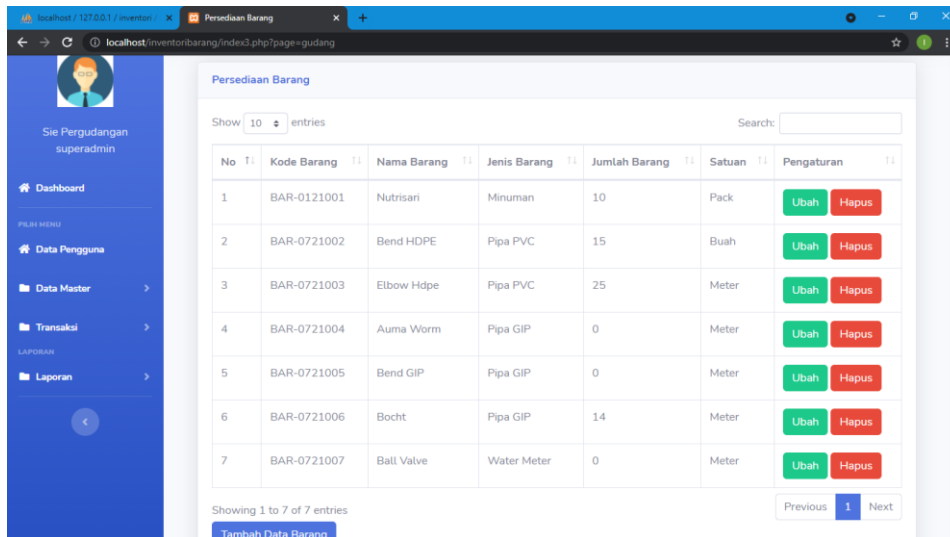 localhost / 127.0.0.1 / inventori /
Persediaan Barang
localhost/inventoribarang/index3.php?page=gudang
I
Sie Pergudangan
superadmin
Dashboard
PILIH MENU
Data Pengguna
Data Master
Transaksi
LAPORAN
Laporan
Persediaan Barang
Show 10 entries
Search:
No Kode Barang Nama Barang Jenis Barang Jumlah Barang Satuan Pengaturan
1 BAR-0121001 Nutrisari Minuman 10 Pack Ubah Hapus
2 BAR-0721002 Bend HDPE Pipa PVC 15 Buah Ubah Hapus
3 BAR-0721003 Elbow Hdpe Pipa PVC 25 Meter Ubah Hapus
4 BAR-0721004 Auma Worm Pipa GIP 0 Meter Ubah Hapus
5 BAR-0721005 Bend GIP Pipa GIP 0 Meter Ubah Hapus
6 BAR-0721006 Bocht Pipa GIP 14 Meter Ubah Hapus
7 BAR-0721007 Ball Valve Water Meter 0 Meter Ubah Hapus
Showing 1 to 7 of 7 entries
Previous 1 Next
Tambah Data Barang